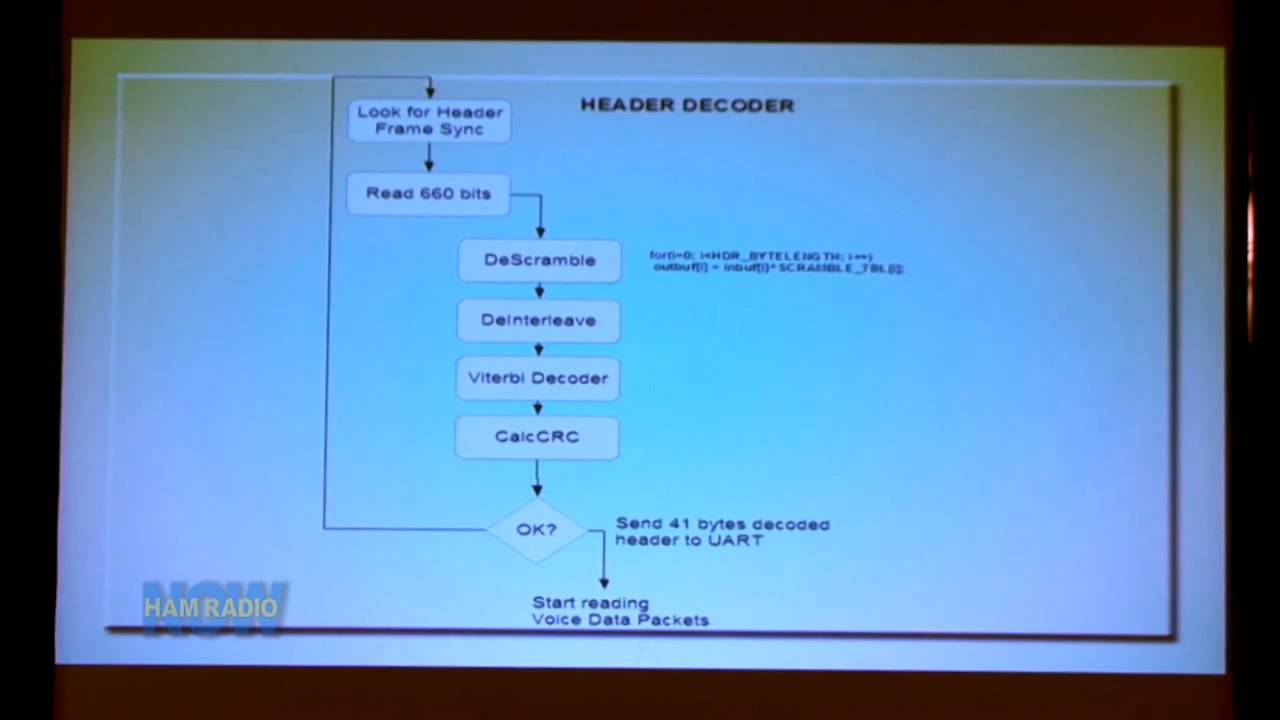 HEADER DECODER
Look for Header
Frame Sync
Read 660 bits
DeScramble
for(i=0; i<HDR_BYTELENGTH; i++)
outbuf[i] = inbuf[i]^SCRAMBLE_TBL[i];
DeInterleave
Viterbi Decoder
CalcCRC
OK?
Send 41 bytes decoded
header to UART
Start reading
Voice Data Packets
NOW
HAM RADIO